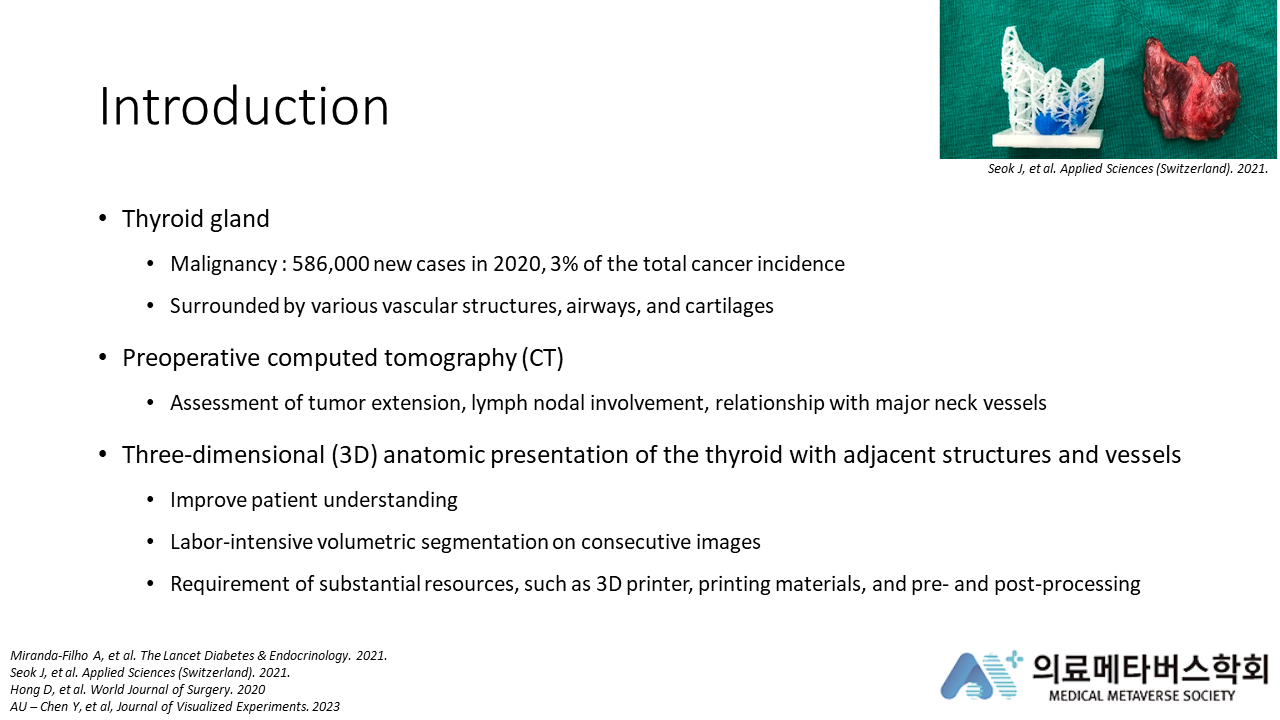 Introduction
Seok J, et al. Applied Sciences (Switzerland). 2021.
• Thyroid gland
• Malignancy : 586,000 new cases in 2020, 3% of the total cancer incidence
• Surrounded by various vascular structures, airways, and cartilages
• Preoperative computed tomography (CT)
• Assessment of tumor extension, lymph nodal involvement, relationship with major neck vessels
• Three-dimensional (3D) anatomic presentation of the thyroid with adjacent structures and vessels
• Improve patient understanding
• Labor-intensive volumetric segmentation on consecutive images
• Requirement of substantial resources, such as 3D printer, printing materials, and pre- and post-processing
Miranda-Filho A, et al. The Lancet Diabetes & Endocrinology. 2021.
Seok J, et al. Applied Sciences (Switzerland). 2021.
Hong D, et al. World Journal of Surgery. 2020
AU – Chen Y, et al, Journal of Visualized Experiments. 2023
의료메타버스학회
MEDICAL METAVERSE SOCIETY